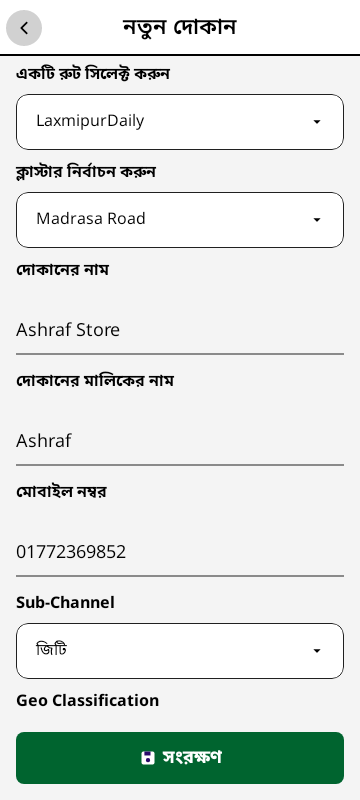 নতুন দোকান
একটি রুট সিলেক্ট করুন
LaxmipurDaily
ক্লাস্টার নির্বাচন করুন
Madrasa Road
দোকানের নাম
Ashraf Store
দোকানের মালিকের নাম
Ashraf
মোবাইল নম্বর
01772369852
Sub-Channel
জিটি
Geo Classification
সংরক্ষণ